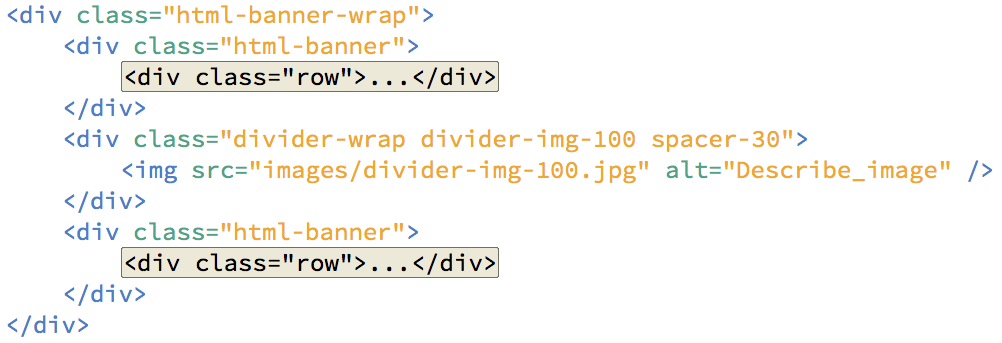 <div class="html-banner-wrap">
    <div class="html-banner">
        <div class="row">...</div>
    </div>
    <div class="divider-wrap divider-img-100 spacer-30">
        <img src="images/divider-img-100.jpg" alt="Describe_image" />
    </div>
    <div class="html-banner">
        <div class="row">...</div>
    </div>
</div>